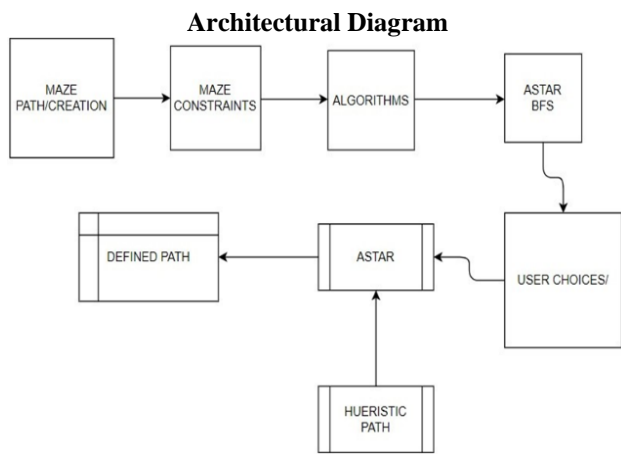 Architectural Diagram
MAZE
PATH/CREATION
MAZE
CONSTRAINTS
ALGORITHMS
ASTAR
BFS
DEFINED PATH
ASTAR
USER CHOICES/
HUERISTIC
PATH